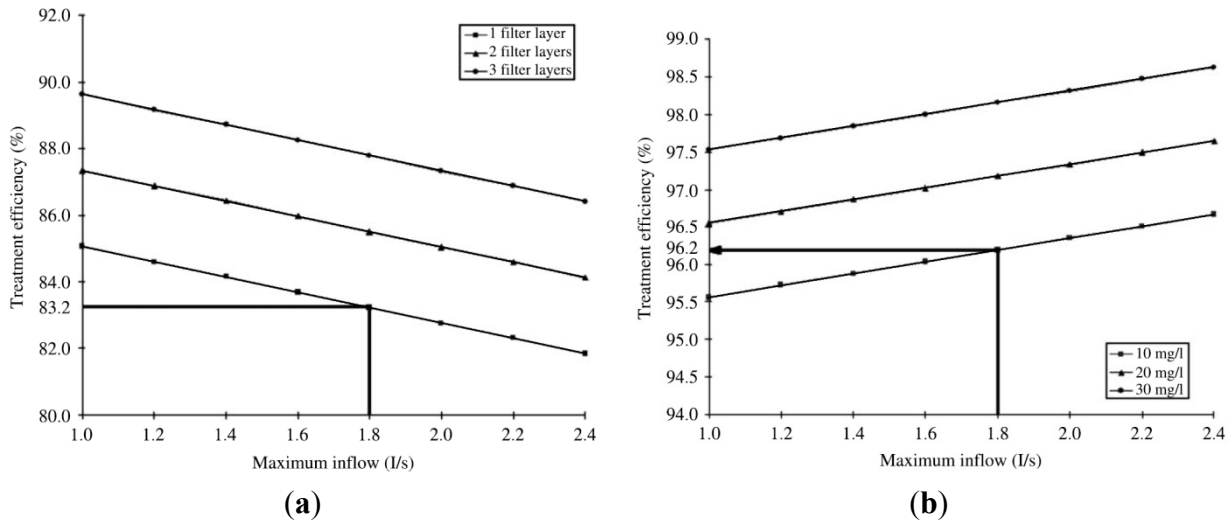 92.0
90.0
88.0
86.0
84.0
83.2
82.0
80.0
Treatment efficiency (%)
1 filter layer
2 filter layers
3 filter layers
1.0 1.2 1.4 1.6 1.8 2.0 2.2 2.4
Maximum inflow (I/s)
(a)
99.0
98.5
98.0
97.5
97.0
96.5
96.2
96.0
95.5
95.0
94.5
94.0
Treatment efficiency (%)
10 mg/l
20 mg/l
30 mg/l
1.0 1.2 1.4 1.6 1.8 2.0 2.2 2.4
Maximum inflow (I/s)
(b)